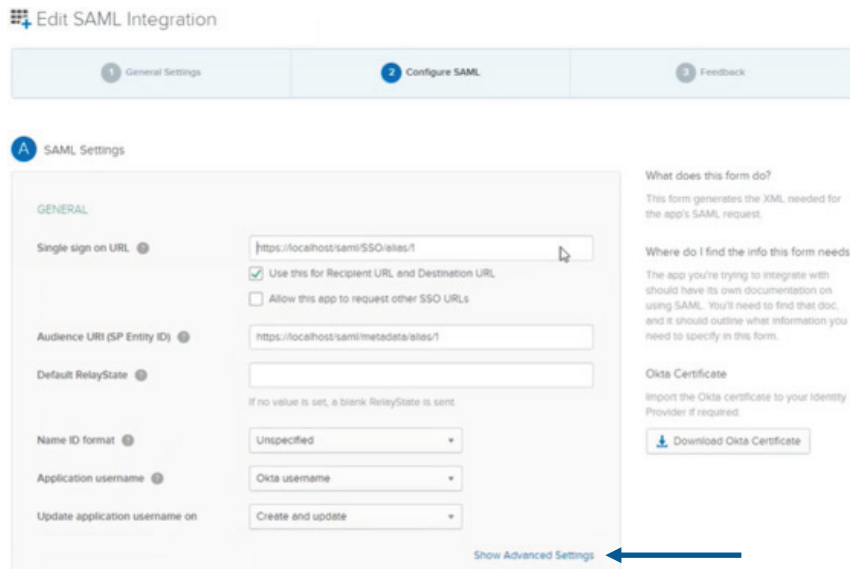 Edit SAML Integration
1 General Settings
2 Configure SAML
3 Feedback
A SAML Settings
GENERAL
Single sign on URL ?
https://localhost/saml/SSO/alias/1
Use this for Recipient URL and Destination URL
Allow this app to request other SSO URLs
Audience URI (SP Entity ID) ?
https://localhost/saml/metadata/alias/1
Default RelayState ?
If no value is set, a blank RelayState is sent
Name ID format ?
Unspecified
Application username ?
Okta username
Update application username on
Create and update
Show Advanced Settings
What does this form do?
This form generates the XML needed for
the app's SAML request.
Where do I find the info this form needs
The app you're trying to integrate with
should have its own documentation on
using SAML. You'll need to find that doc,
and it should outline what information you
need to specify in this form.
Okta Certificate
Import the Okta certificate to your Identity
Provider if required.
Download Okta Certificate